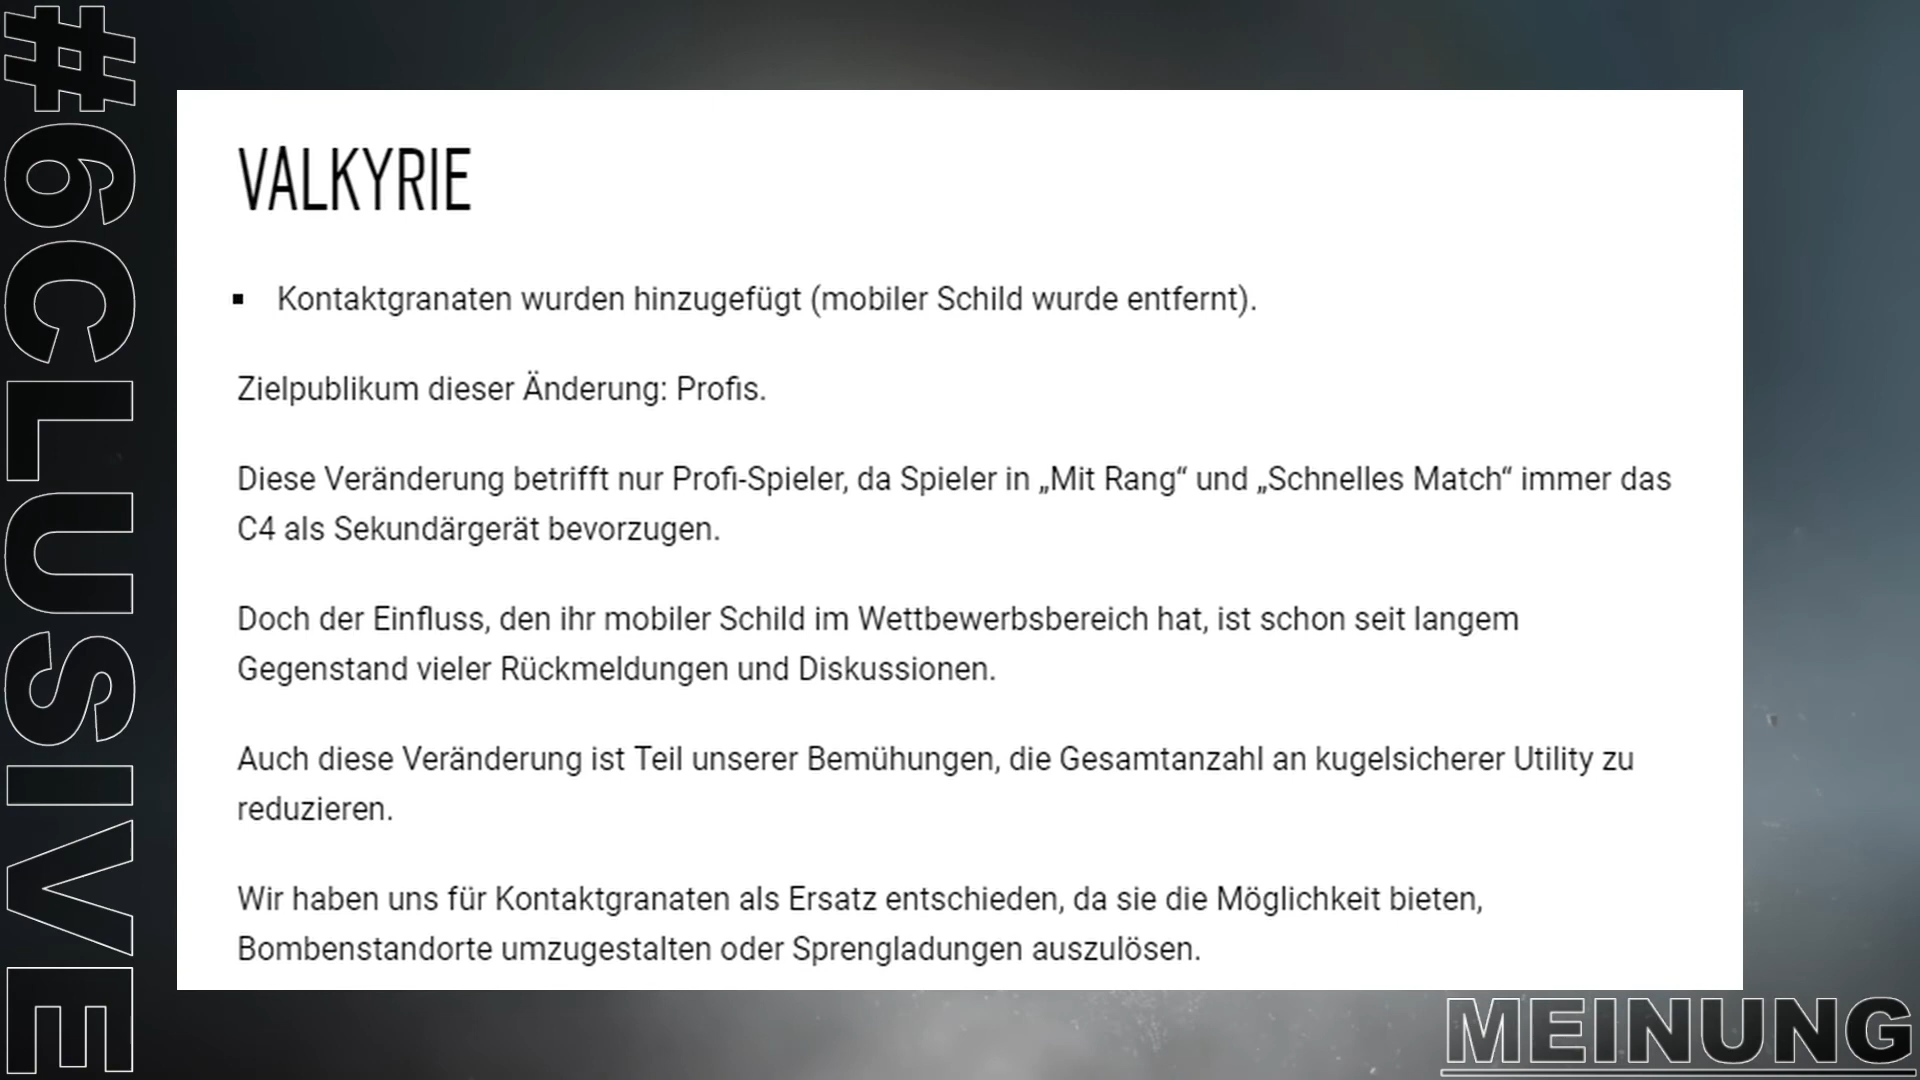 #6CLUSIVE
VALKYRIE
▪ Kontaktgranaten wurden hinzugefügt (mobiler Schild wurde entfernt).
Zielpublikum dieser Änderung: Profis.
Diese Veränderung betrifft nur Profi-Spieler, da Spieler in „Mit Rang“ und „Schnelles Match“ immer das
C4 als Sekundärgerät bevorzugen.
Doch der Einfluss, den ihr mobiler Schild im Wettbewerbsbereich hat, ist schon seit langem
Gegenstand vieler Rückmeldungen und Diskussionen.
Auch diese Veränderung ist Teil unserer Bemühungen, die Gesamtanzahl an kugelsicherer Utility zu
reduzieren.
Wir haben uns für Kontaktgranaten als Ersatz entschieden, da sie die Möglichkeit bieten,
Bombenstandorte umzugestalten oder Sprengladungen auszulösen.
MEINUNG